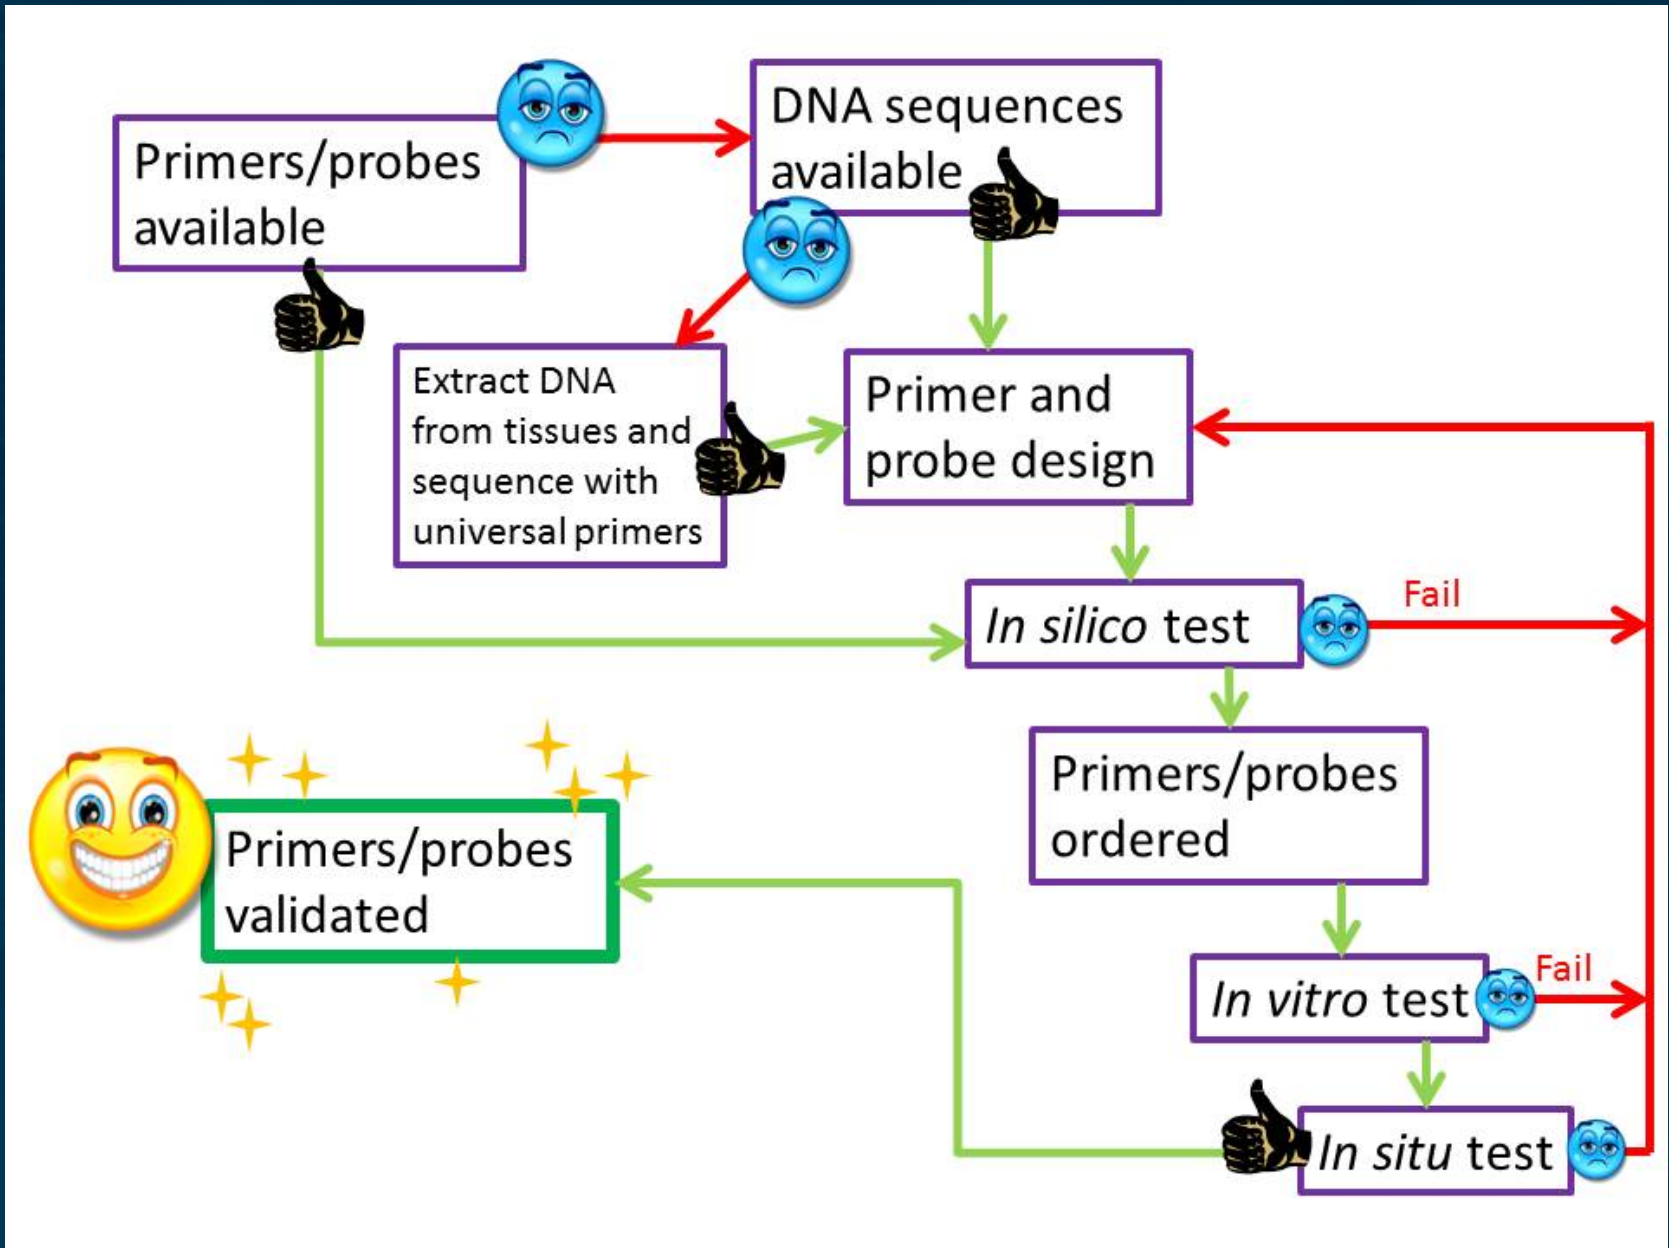 Primers/probes
available
DNA sequences
available
Extract DNA
from tissues and
sequence with
universal primers
Primer and
probe design
In silico test
Fail
Primers/probes
ordered
Primers/probes
validated
In vitro test
Fail
In situ test